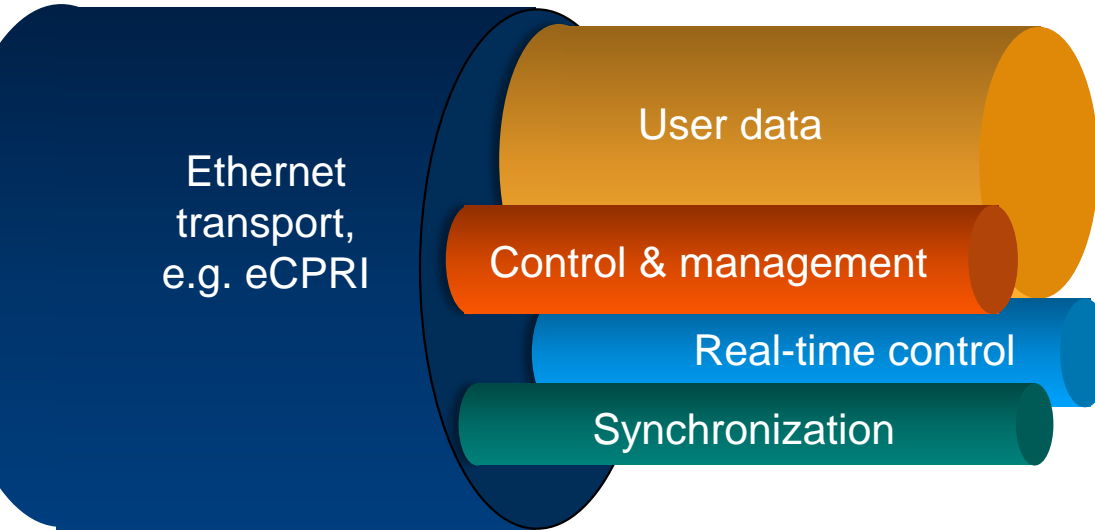 Ethernet
transport,
e.g. eCPRI
User data
Control & management
Real-time control
Synchronization